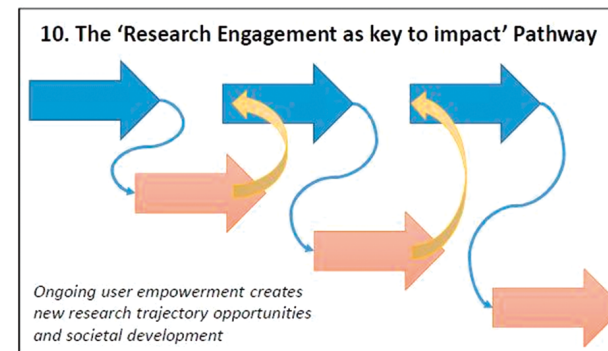 10. The ‘Research Engagement as key to impact’ Pathway
Ongoing user empowerment creates
new research trajectory opportunities
and societal development